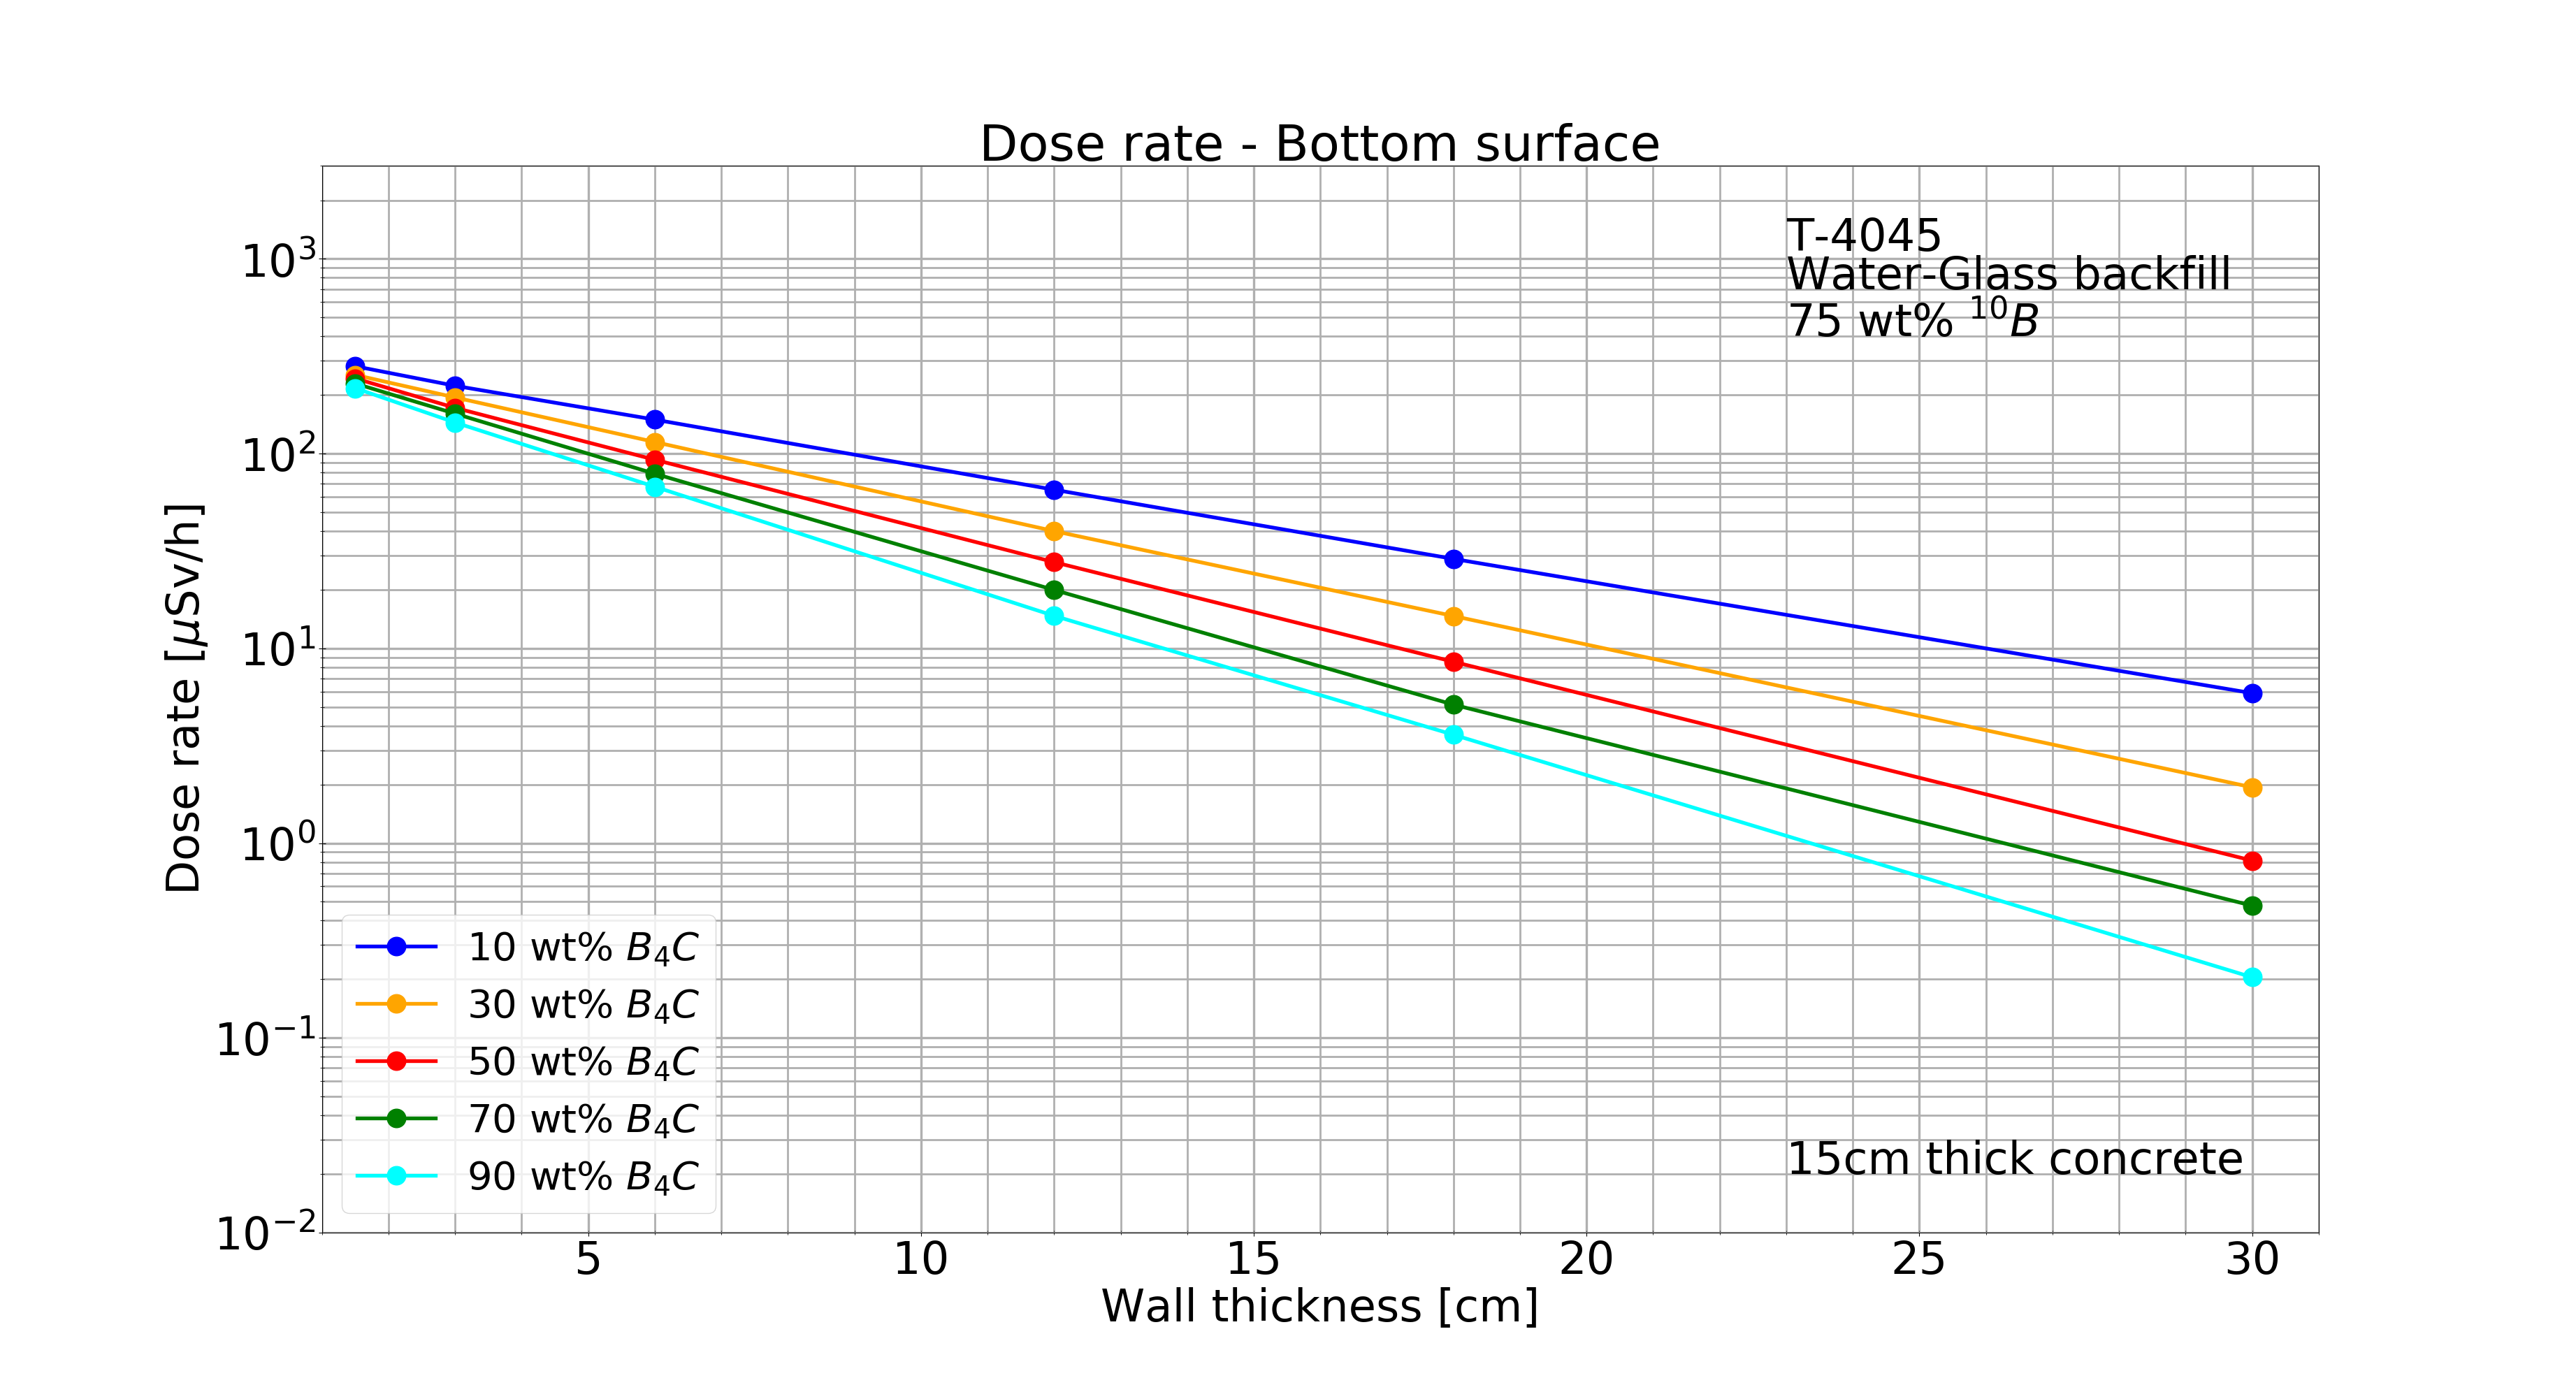 Dose rate - Bottom surface
T-4045
Water-Glass backfill
75 wt% ¹⁰B
10³
10²
10¹
10⁰
10⁻¹
10⁻²
Dose rate [μSv/h]
10 wt% B₄C
30 wt% B₄C
50 wt% B₄C
70 wt% B₄C
90 wt% B₄C
15cm thick concrete
5 10 15 20 25 30
Wall thickness [cm]